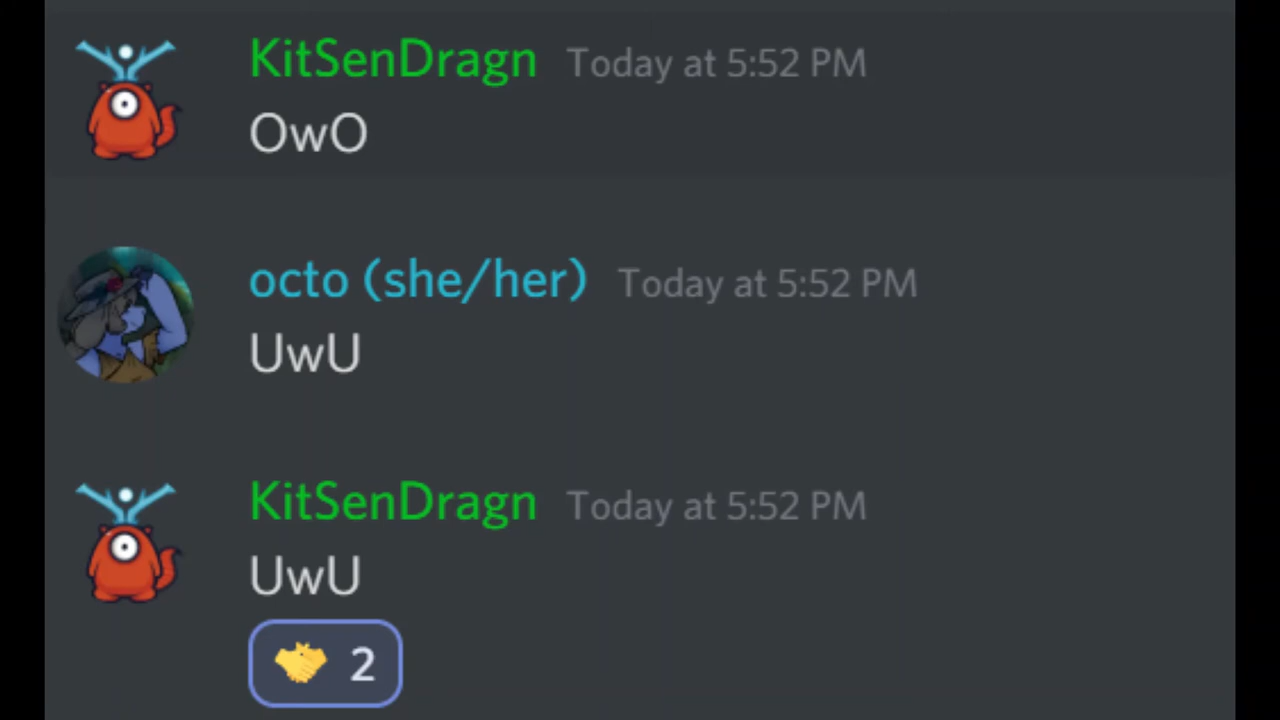 KitSenDragn Today at 5:52 PM
OwO
octo (she/her) Today at 5:52 PM
UwU
KitSenDragn Today at 5:52 PM
UwU
2